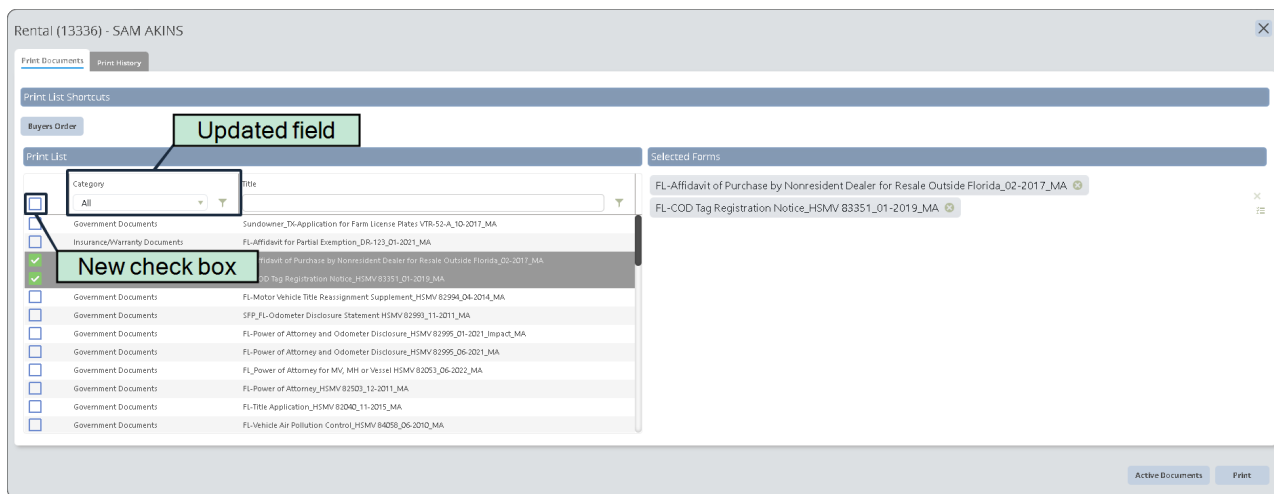 Rental (13336) - SAM AKINS
Print Documents Print History
Print List Shortcuts
Buyers Order
Updated field
Print List
Selected Forms
Category Title
All
FL-Affidavit of Purchase by Nonresident Dealer for Resale Outside Florida_02-2017_MA
FL-COD Tag Registration Notice_HSMV 83351_01-2019_MA
Government Documents Sundowner_TX-Application for Farm License Plates VTR-52-A_10-2017_MA
Insurance/Warranty Documents FL-Affidavit for Partial Exemption_DR-123_01-2021_MA
New check box
ffidavit of Purchase by Nonresident Dealer for Resale Outside Florida_02-2017_MA
OD Tag Registration Notice_HSMV 83351_01-2019_MA
Government Documents FL-Motor Vehicle Title Reassignment Supplement_HSMV 82994_04-2014_MA
Government Documents SFP_FL-Odometer Disclosure Statement HSMV 82993_11-2011_MA
Government Documents FL-Power of Attorney and Odometer Disclosure_HSMV 82995_01-2021_Impact_MA
Government Documents FL-Power of Attorney and Odometer Disclosure_HSMV 82995_06-2021_MA
Government Documents FL_Power of Attorney for MV, MH or Vessel HSMV 82053_06-2022_MA
Government Documents FL-Power of Attorney_HSMV 82503_12-2011_MA
Government Documents FL-Title Application_HSMV 82040_11-2015_MA
Government Documents FL-Vehicle Air Pollution Control_HSMV 84058_06-2010_MA
Active Documents Print